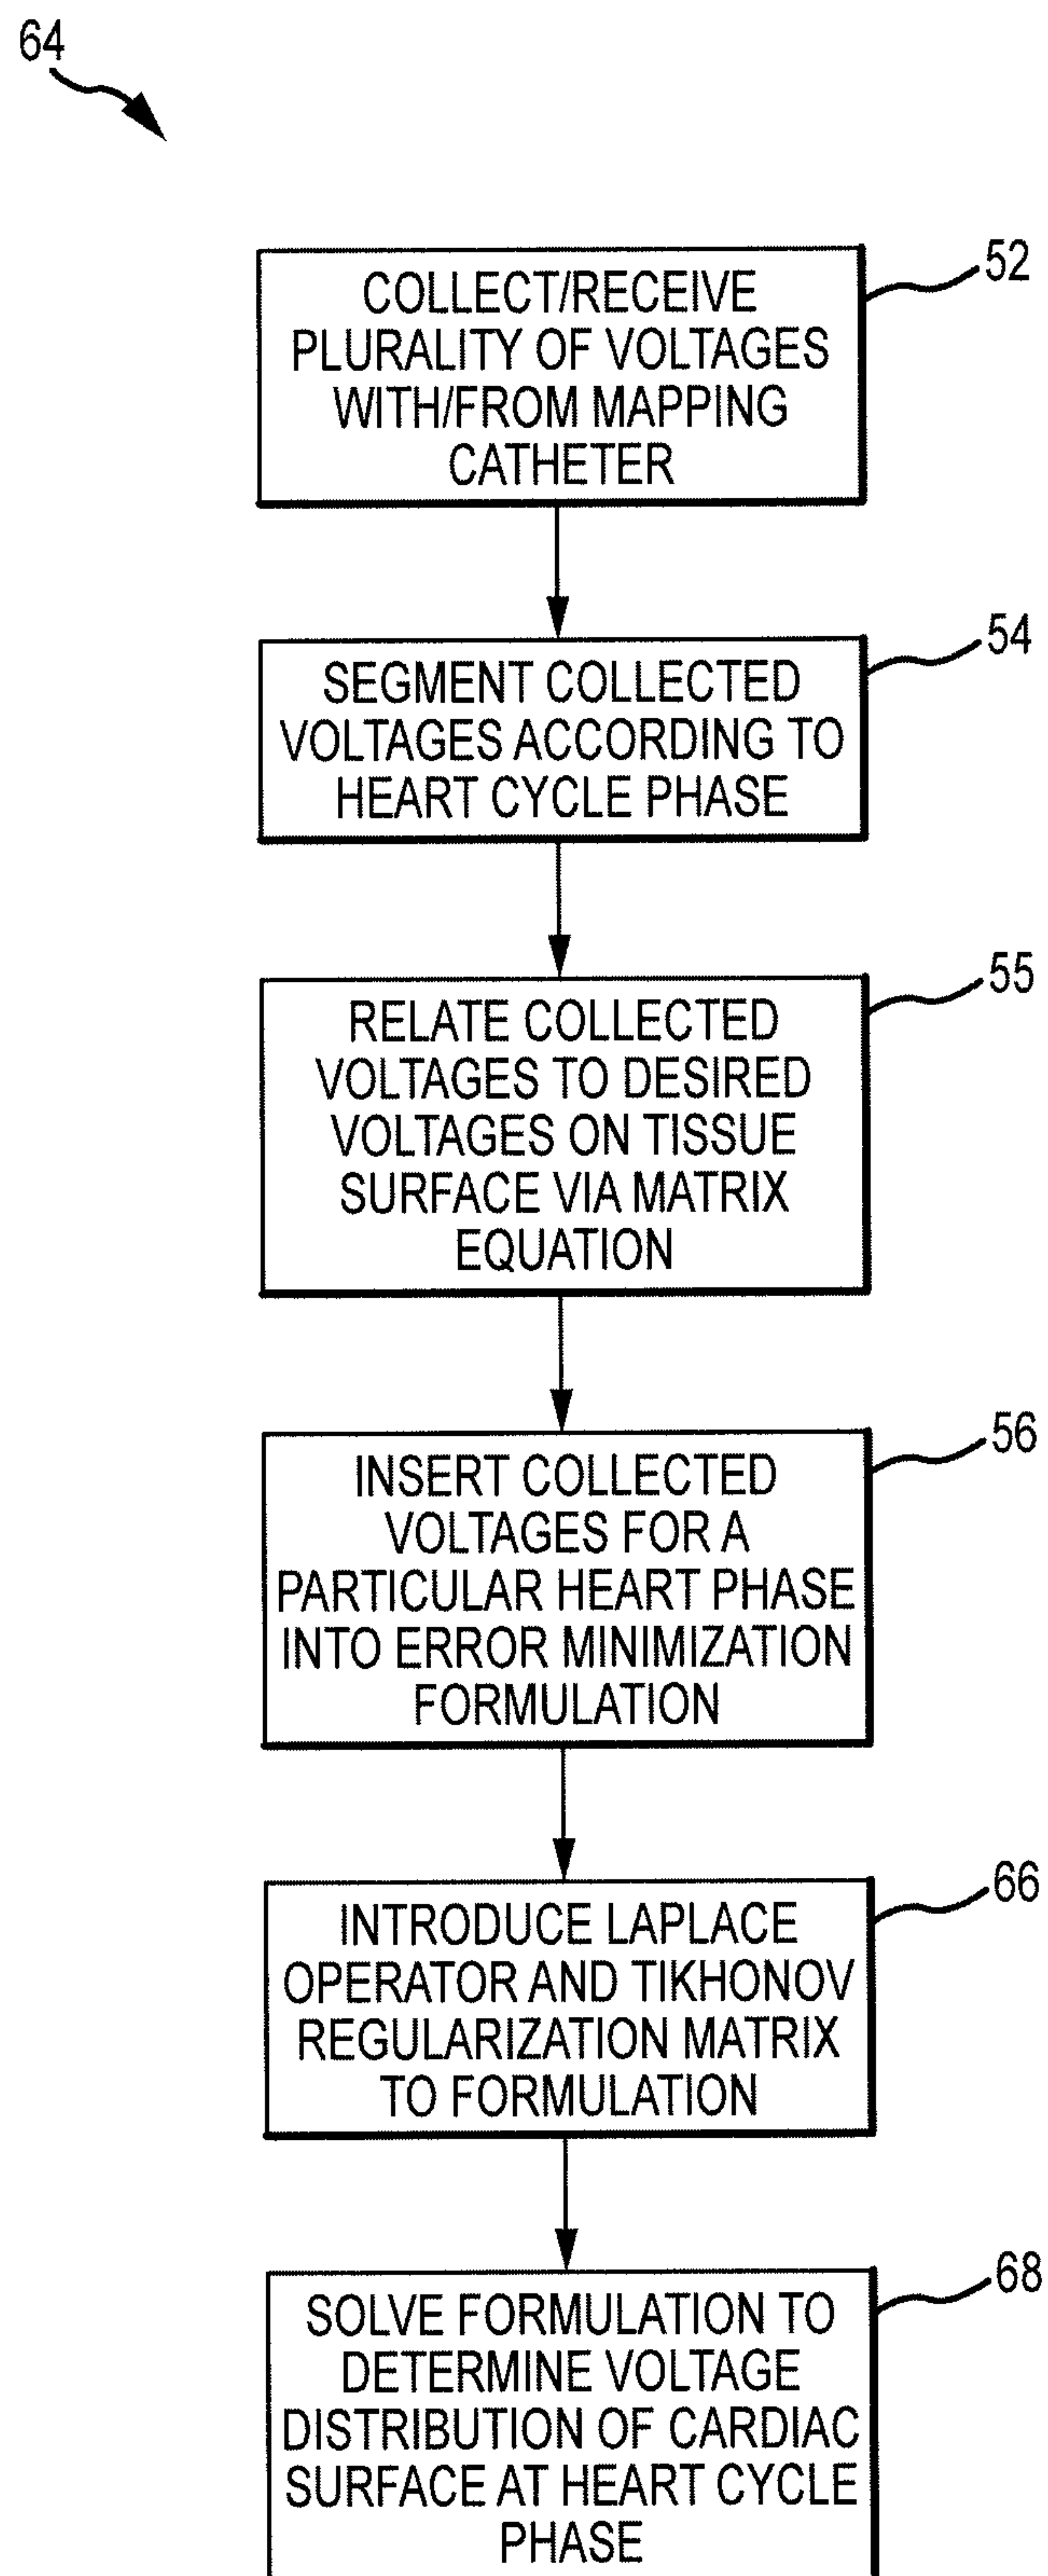 64
COLLECT/RECEIVE
PLURALITY OF VOLTAGES
WITH/FROM MAPPING
CATHETER
52
SEGMENT COLLECTED
VOLTAGES ACCORDING TO
HEART CYCLE PHASE
54
RELATE COLLECTED
VOLTAGES TO DESIRED
VOLTAGES ON TISSUE
SURFACE VIA MATRIX
EQUATION
55
INSERT COLLECTED
VOLTAGES FOR A
PARTICULAR HEART PHASE
INTO ERROR MINIMIZATION
FORMULATION
56
INTRODUCE LAPLACE
OPERATOR AND TIKHONOV
REGULARIZATION MATRIX
TO FORMULATION
66
SOLVE FORMULATION TO
DETERMINE VOLTAGE
DISTRIBUTION OF CARDIAC
SURFACE AT HEART CYCLE
PHASE
68